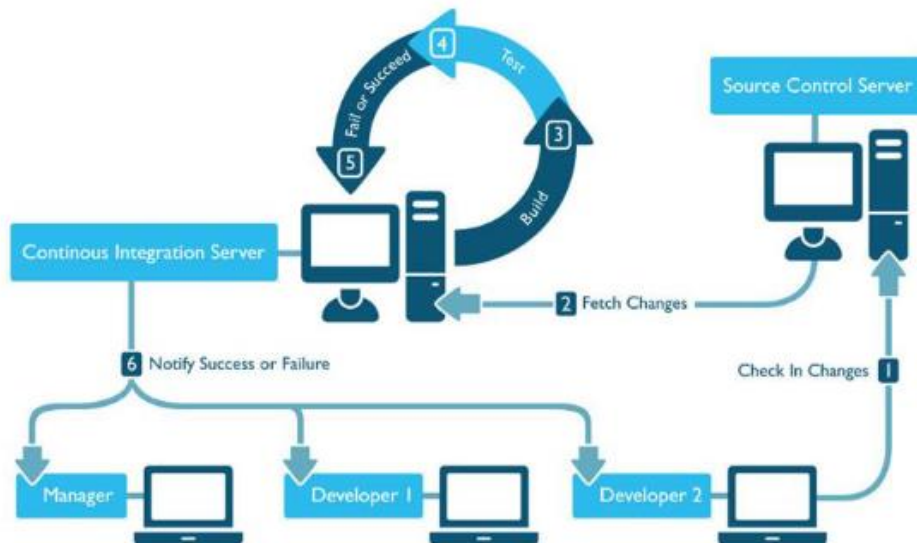 4
Test
Fail or Succeed
Source Control Server
3
5
Build
Continous Integration Server
2 Fetch Changes
6 Notify Success or Failure
Check In Changes 1
Manager
Developer 1
Developer 2